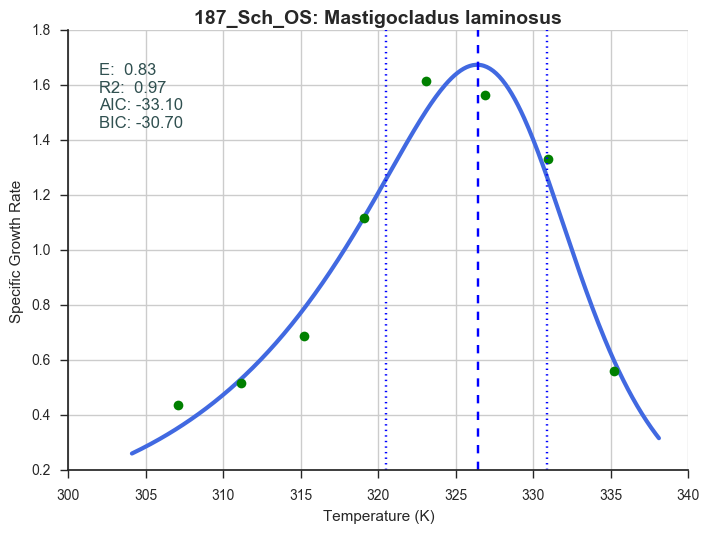 187_Sch_OS: Mastigocladus laminosus
E:  0.83
R2:  0.97
AIC: -33.10
BIC: -30.70
Specific Growth Rate
1.8
1.6
1.4
1.2
1.0
0.8
0.6
0.4
0.2
300 305 310 315 320 325 330 335 340
Temperature (K)